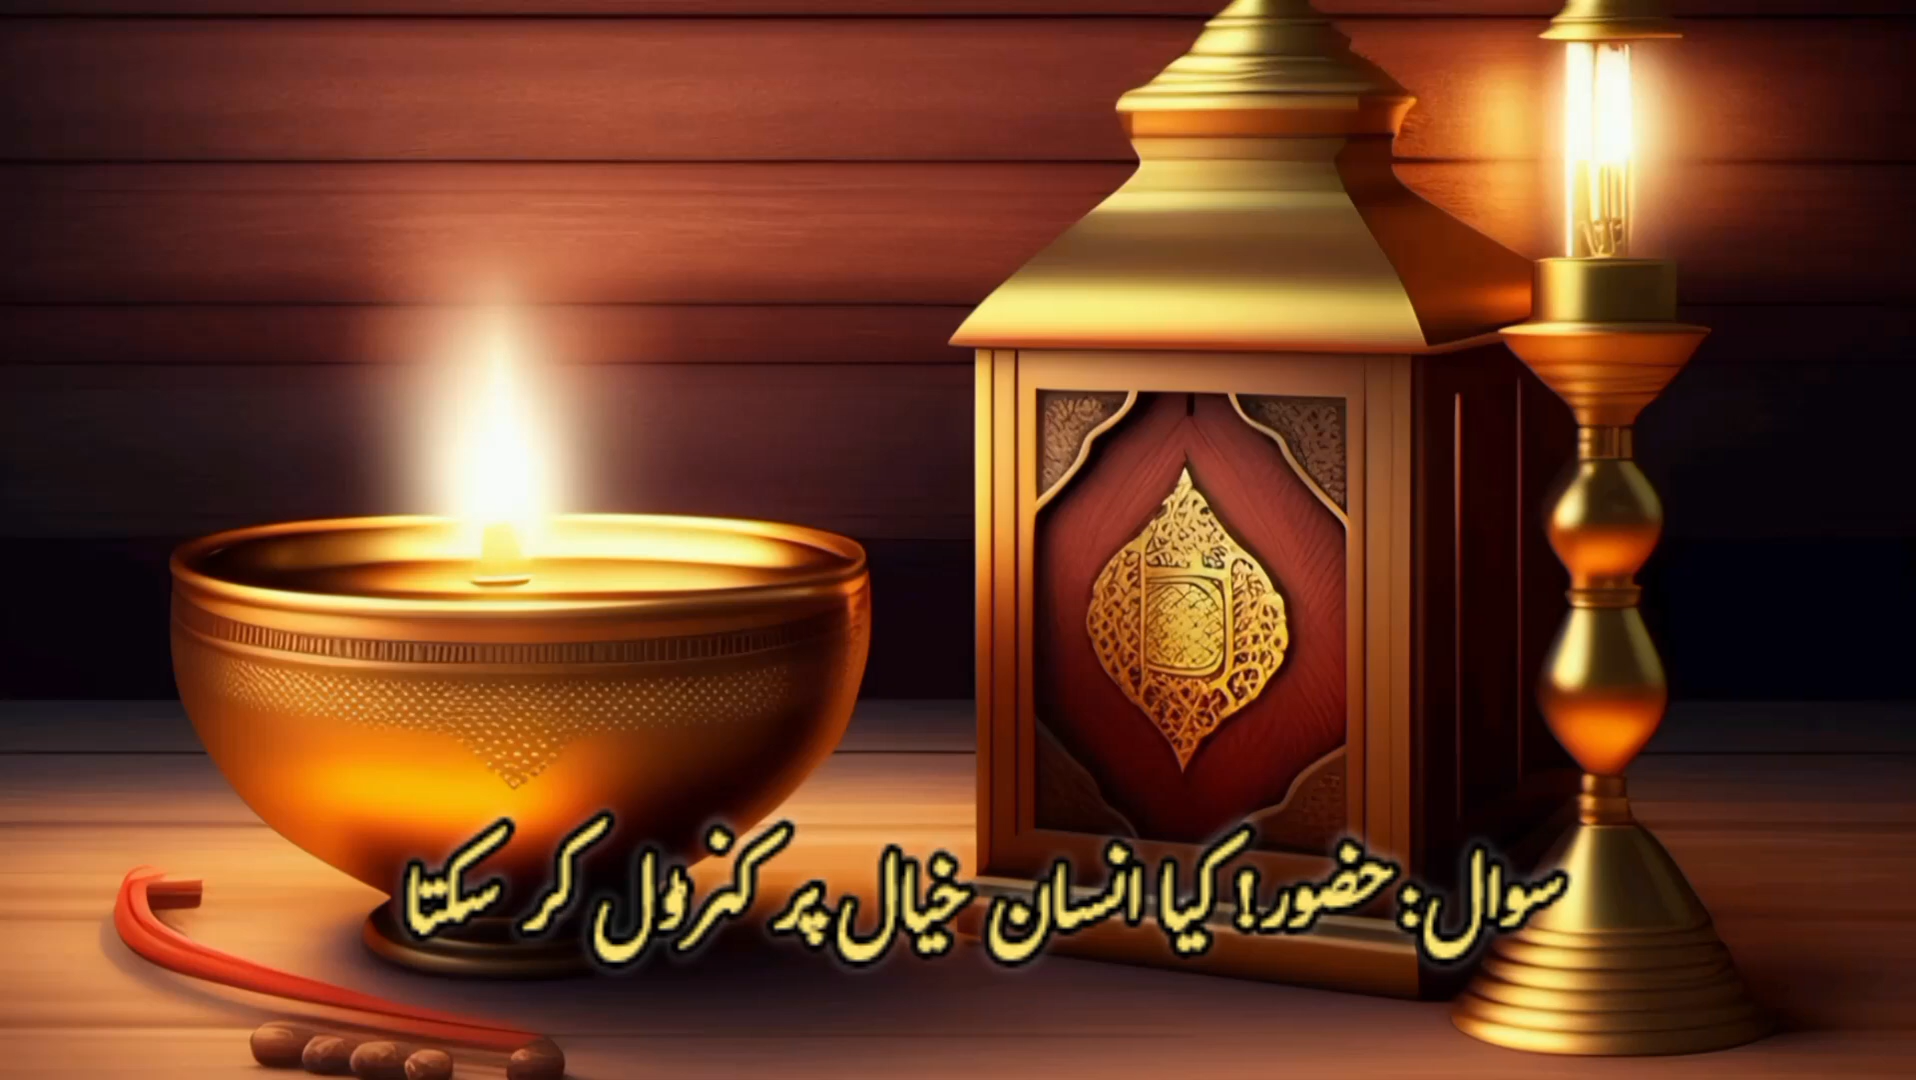 سوال: حضور! کیا انسان خیال پر کنٹرول کر سکتا